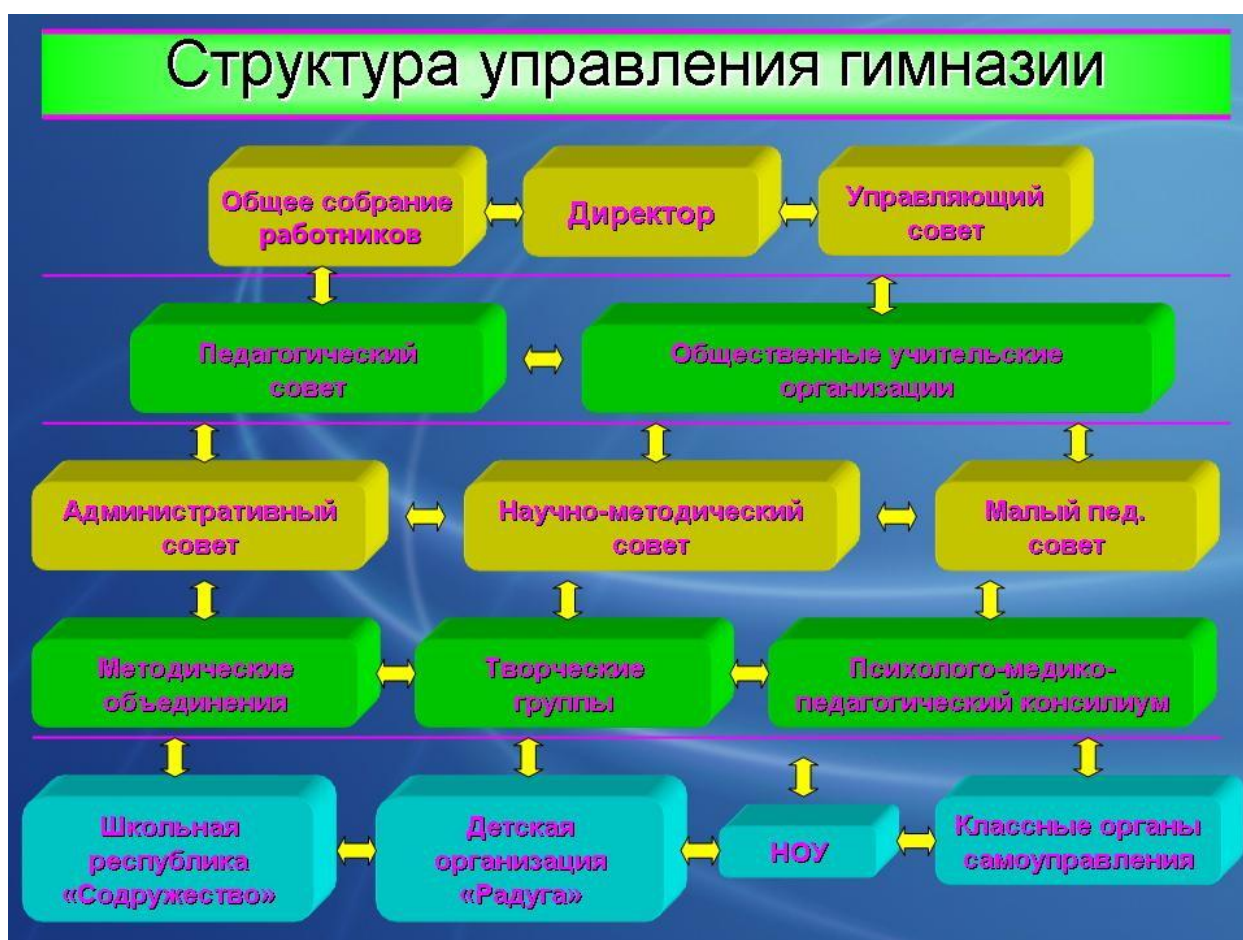 Структура управления гимназии
Общее собрание
работников
Директор
Управляющий
совет
Педагогический
совет
Общественные учительские
организации
Административный
совет
Научно-методический
совет
Малый пед.
совет
Методические
объединения
Творческие
группы
Психолого-медико-
педагогический консилиум
Школьная
республика
«Содружество»
Детская
организация
«Радуга»
НОУ
Классные органы
самоуправления